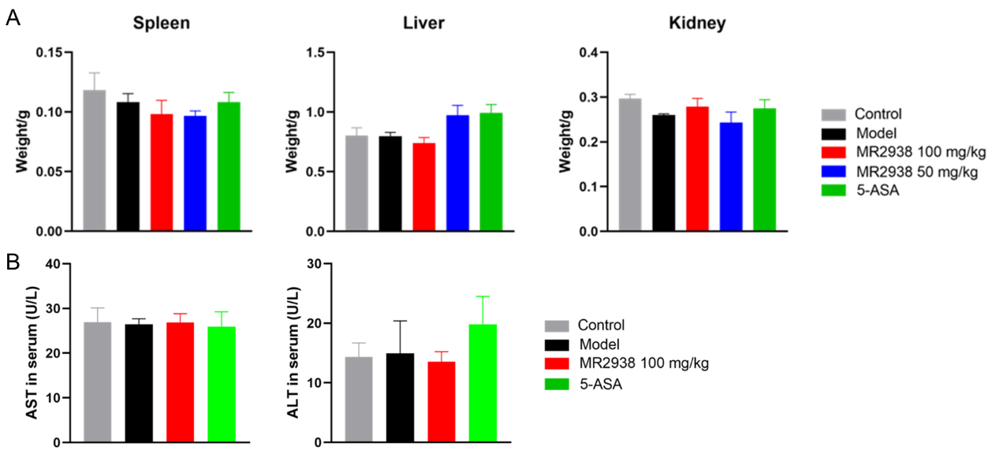 A
Spleen
Liver
Kidney
Weight/g
0.15
0.10
0.05
0.00
Weight/g
1.5
1.0
0.5
0.0
Weight/g
0.4
0.3
0.2
0.1
0.0
Control
Model
MR2938 100 mg/kg
MR2938 50 mg/kg
5-ASA
B
AST in serum (U/L)
40
30
20
10
0
ALT in serum (U/L)
30
20
10
0
Control
Model
MR2938 100 mg/kg
5-ASA